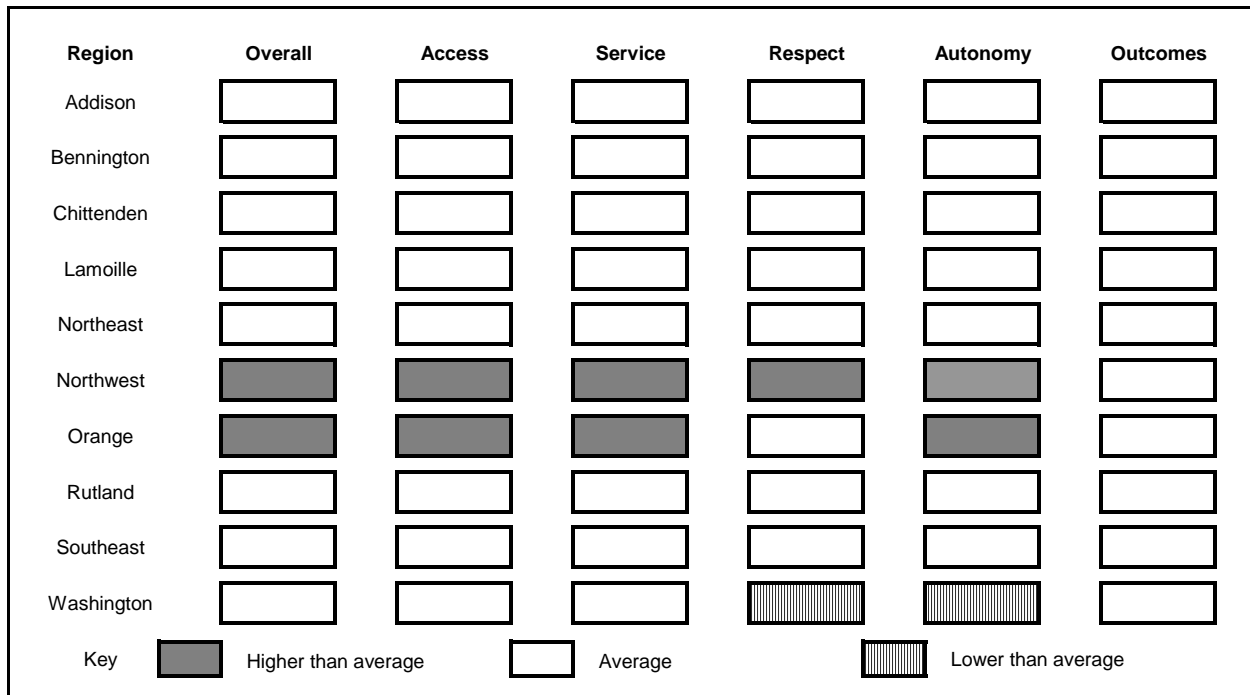 Region Overall Access Service Respect Autonomy Outcomes
Addison
Bennington
Chittenden
Lamoille
Northeast
Northwest
Orange
Rutland
Southeast
Washington
Key Higher than average Average Lower than average